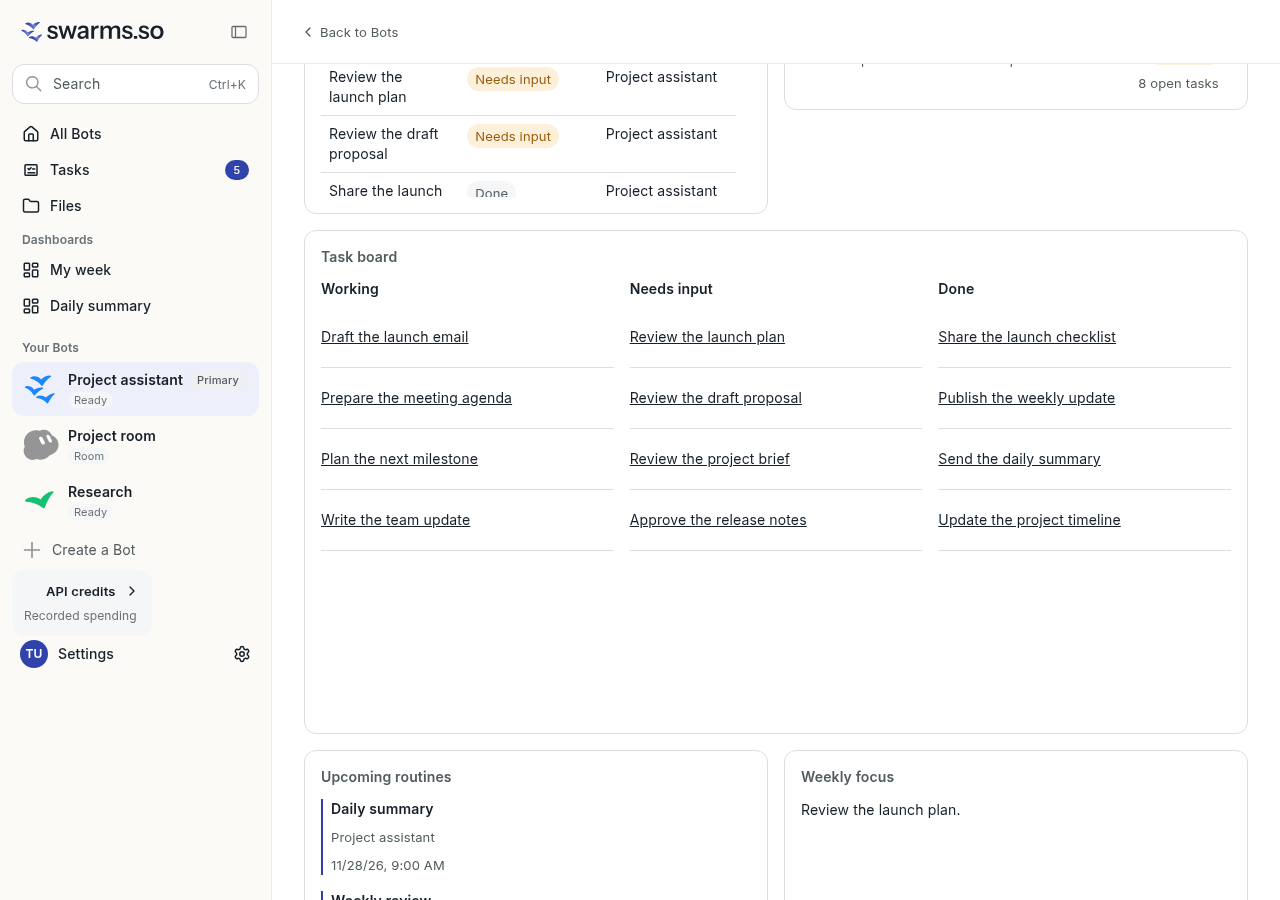 swarms.so
Search Ctrl+K
All Bots
Tasks 5
Files
Dashboards
My week
Daily summary
Your Bots
Project assistant Primary
Ready
Project room
Room
Research
Ready
Create a Bot
API credits
Recorded spending
TU Settings
Back to Bots
Review the launch plan Needs input Project assistant
Review the draft proposal Needs input Project assistant
Share the launch Done Project assistant
8 open tasks
Task board
Working
Draft the launch email
Prepare the meeting agenda
Plan the next milestone
Write the team update
Needs input
Review the launch plan
Review the draft proposal
Review the project brief
Approve the release notes
Done
Share the launch checklist
Publish the weekly update
Send the daily summary
Update the project timeline
Upcoming routines
Daily summary
Project assistant
11/28/26, 9:00 AM
Weekly review
Weekly focus
Review the launch plan.